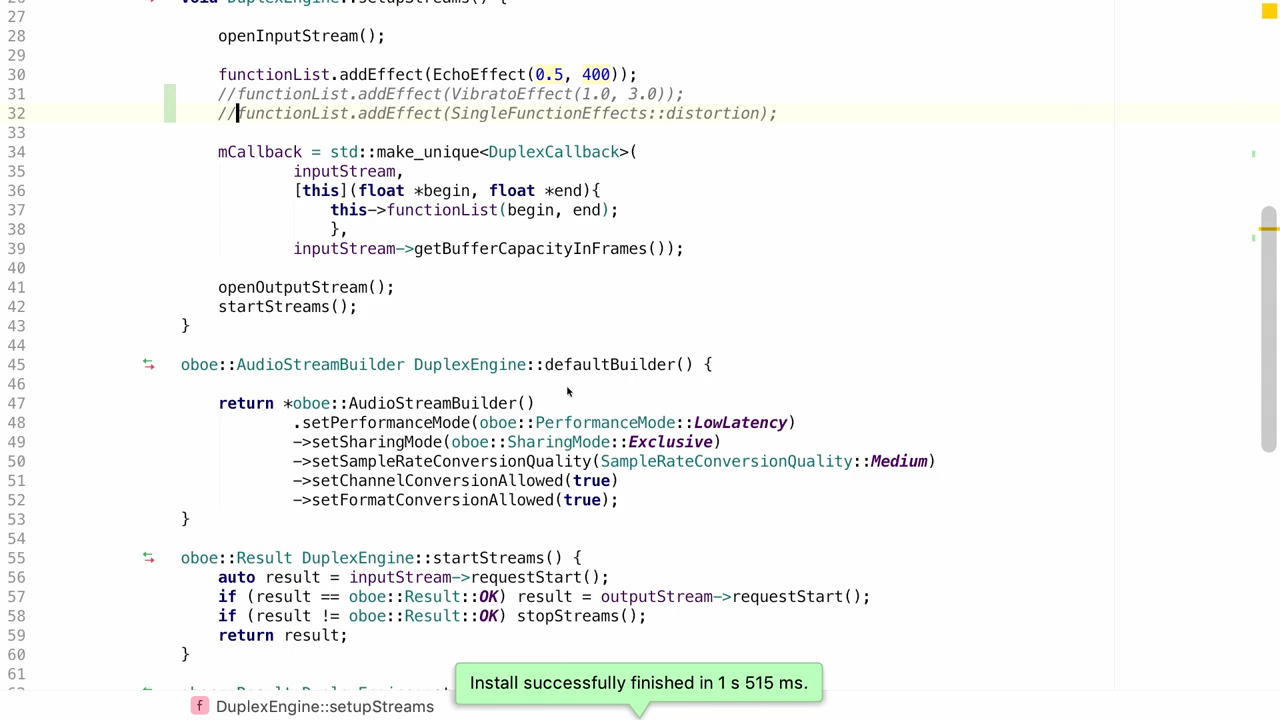 void DuplexEngine::setupStreams() {
27
28 openInputStream();
29
30 functionList.addEffect(EchoEffect(0.5, 400));
31 //functionList.addEffect(VibratoEffect(1.0, 3.0));
32 //functionList.addEffect(SingleFunctionEffects::distortion);
33
34 mCallback = std::make_unique<DuplexCallback>(
35 inputStream,
36 [this](float *begin, float *end){
37 this->functionList(begin, end);
38 },
39 inputStream->getBufferCapacityInFrames());
40
41 openOutputStream();
42 startStreams();
43 }
44
45 oboe::AudioStreamBuilder DuplexEngine::defaultBuilder() {
46
47 return *oboe::AudioStreamBuilder()
48 .setPerformanceMode(oboe::PerformanceMode::LowLatency)
49 ->setSharingMode(oboe::SharingMode::Exclusive)
50 ->setSampleRateConversionQuality(SampleRateConversionQuality::Medium)
51 ->setChannelConversionAllowed(true)
52 ->setFormatConversionAllowed(true);
53 }
54
55 oboe::Result DuplexEngine::startStreams() {
56 auto result = inputStream->requestStart();
57 if (result == oboe::Result::OK) result = outputStream->requestStart();
58 if (result != oboe::Result::OK) stopStreams();
59 return result;
60 }
61
Install successfully finished in 1 s 515 ms.
f DuplexEngine::setupStreams